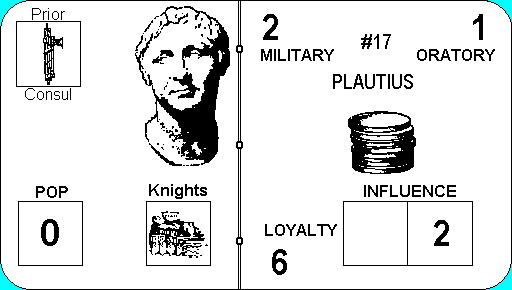 Prior
Consul
POP
0
Knights
2
MILITARY
#17
1
ORATORY
PLAUTIUS
INFLUENCE
2
LOYALTY
6